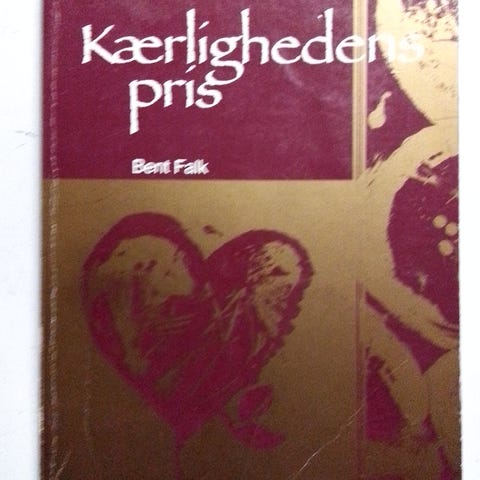 Kærlighedens
pris
Bent Falk